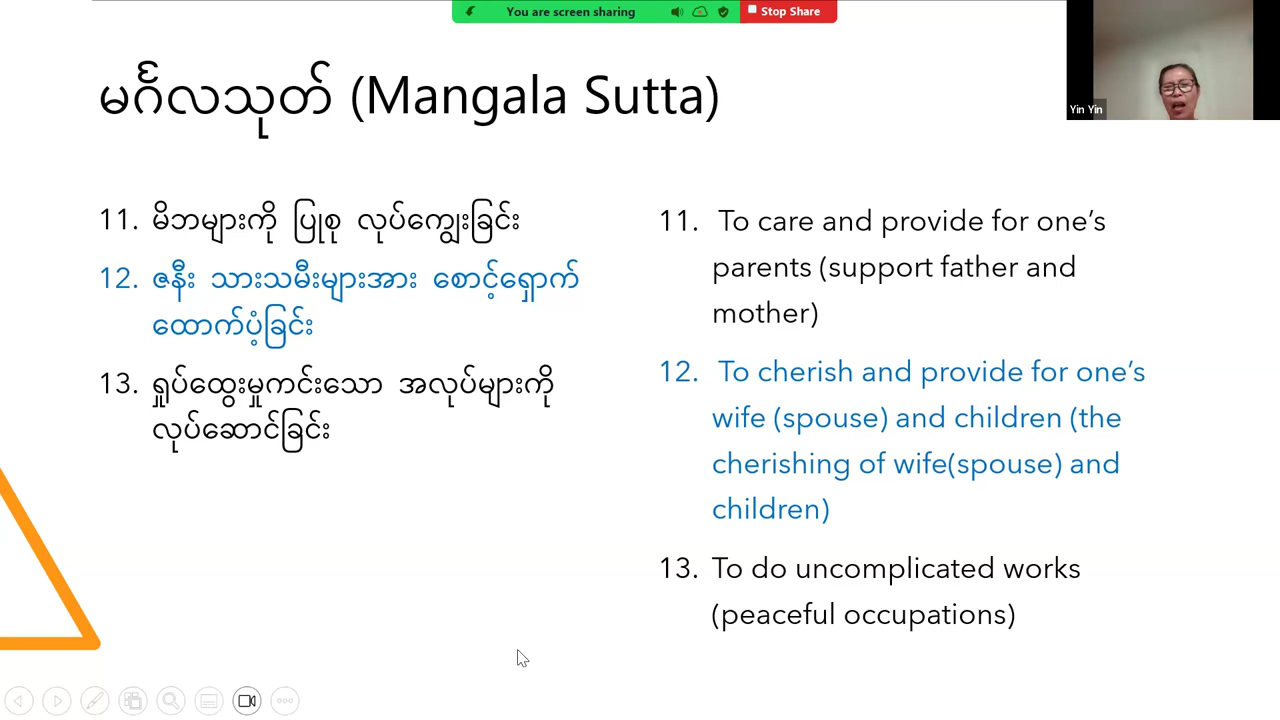 You are screen sharing
Stop Share
Yin Yin
မင်္ဂလသုတ် (Mangala Sutta)
11. မိဘများကို ပြုစု လုပ်ကျွေးခြင်း
12. ဇနီး သားသမီးများအား စောင့်ရှောက်
ထောက်ပံ့ခြင်း
13. ရှုပ်ထွေးမှုကင်းသော အလုပ်များကို
လုပ်ဆောင်ခြင်း
11. To care and provide for one’s
parents (support father and
mother)
12. To cherish and provide for one’s
wife (spouse) and children (the
cherishing of wife(spouse) and
children)
13. To do uncomplicated works
(peaceful occupations)